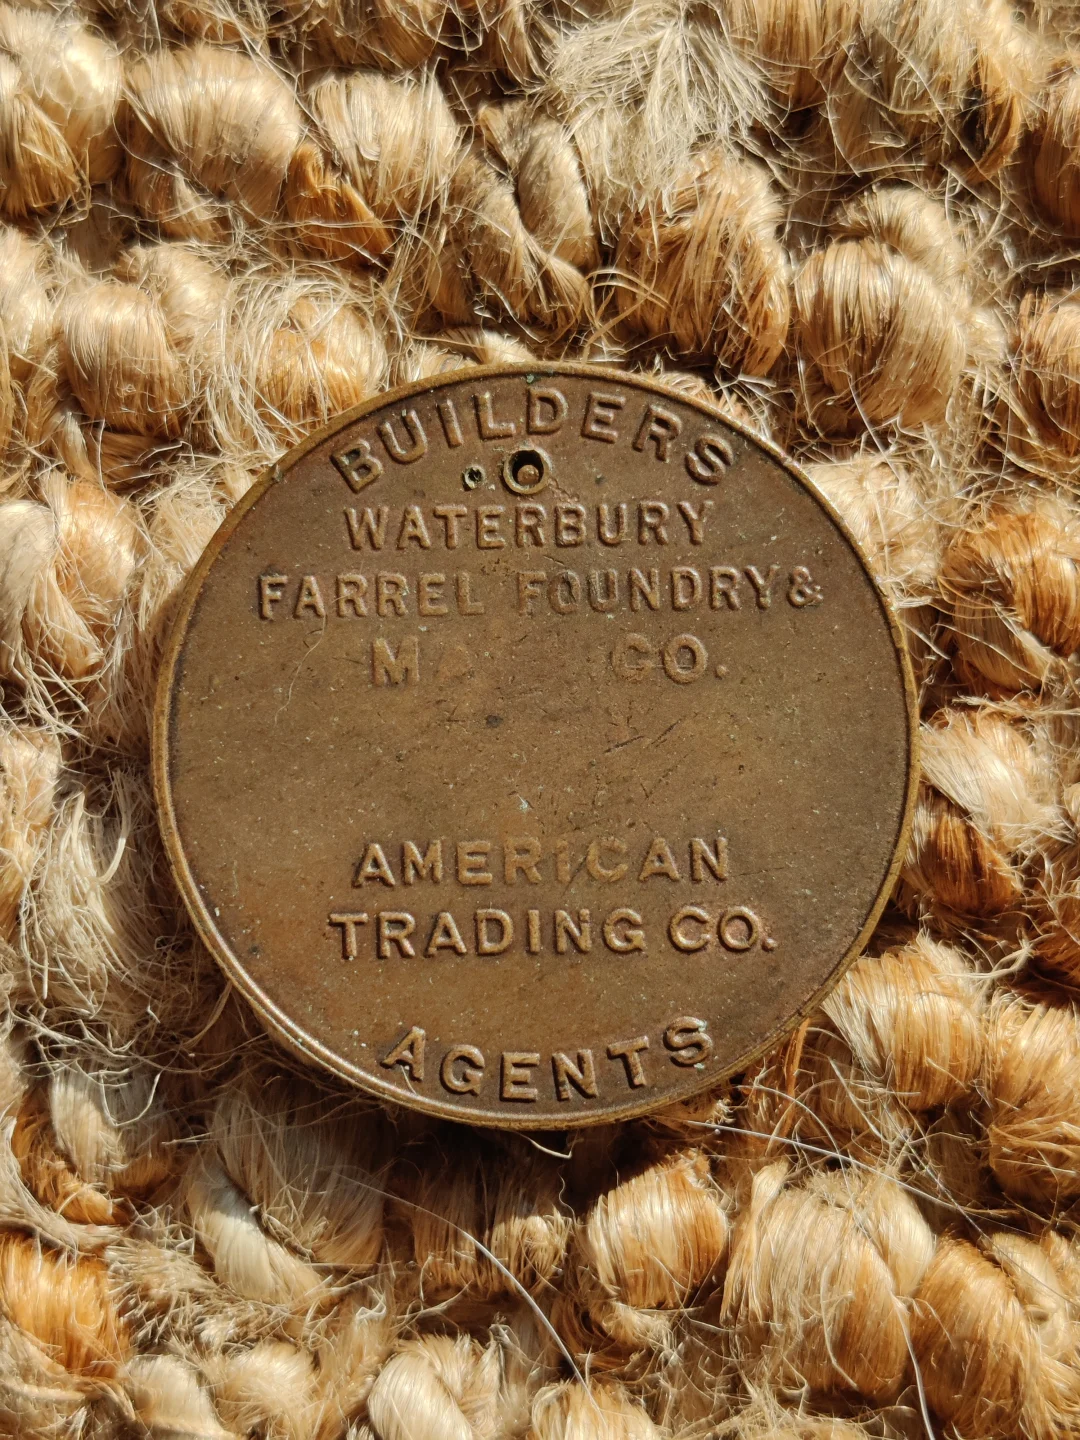 BUILDERS
WATERBURY
FARREL FOUNDRY &
CO.
AMERICAN
TRADING CO.
AGENTS